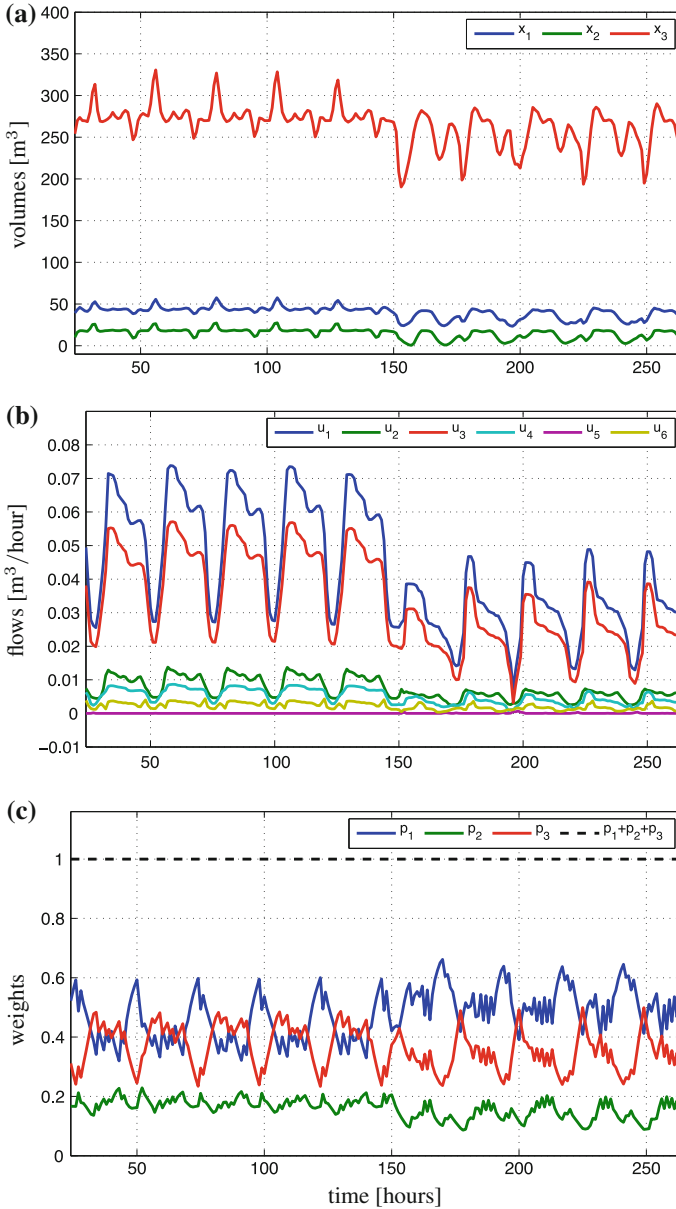 (a)
x1 x2 x3
400
350
300
250
200
150
100
50
0
volumes [m³]
50 100 150 200 250
(b)
u1 u2 u3 u4 u5 u6
0.08
0.07
0.06
0.05
0.04
0.03
0.02
0.01
0
−0.01
flows [m³/hour]
50 100 150 200 250
(c)
p1 p2 p3 p1+p2+p3
1
0.8
0.6
0.4
0.2
0
weights
50 100 150 200 250
time [hours]